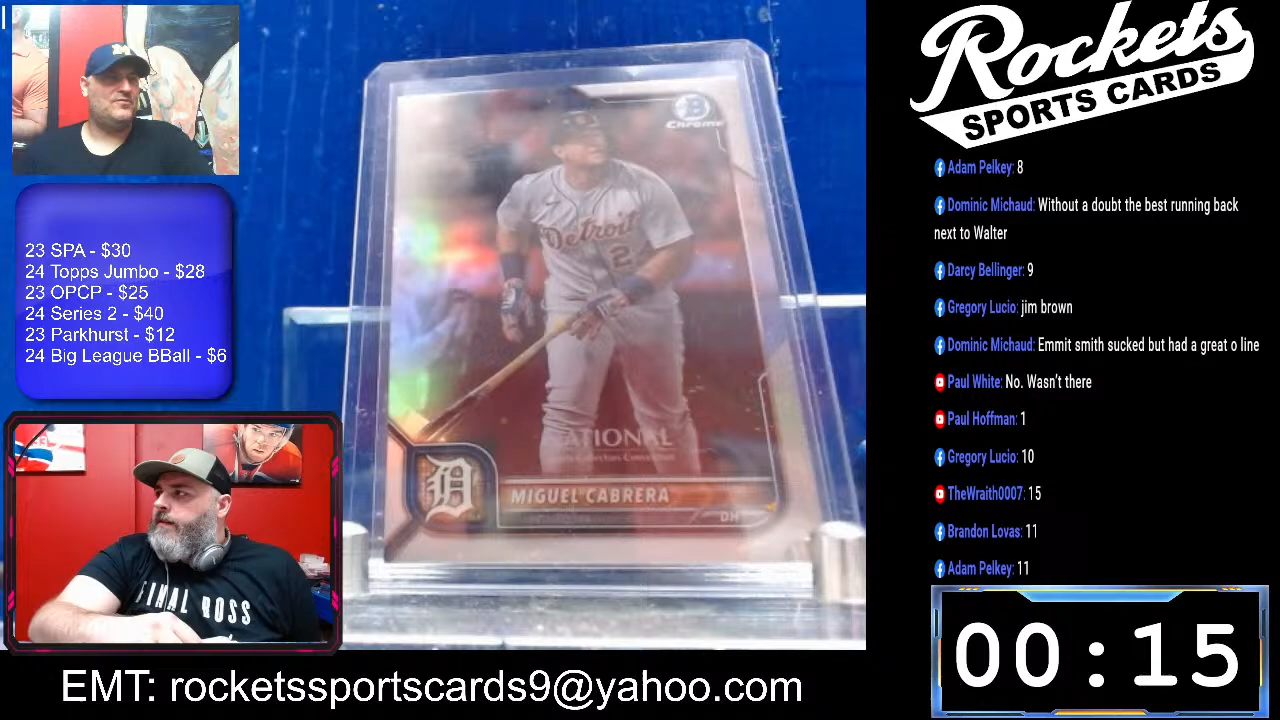 23 SPA - $30
24 Topps Jumbo - $28
23 OPCP - $25
24 Series 2 - $40
23 Parkhurst - $12
24 Big League BBall - $6
FINAL BOSS
B
Chrome
Detroit
2
NATIONAL
D
MIGUEL CABRERA
DH
Rockets
SPORTS CARDS
Adam Pelkey: 8
Dominic Michaud: Without a doubt the best running back
next to Walter
Darcy Bellinger: 9
Gregory Lucio: jim brown
Dominic Michaud: Emmit smith sucked but had a great o line
Paul White: No. Wasn't there
Paul Hoffman: 1
Gregory Lucio: 10
TheWraith0007: 15
Brandon Lovas: 11
Adam Pelkey: 11
00:15
EMT: rocketssportscards9@yahoo.com